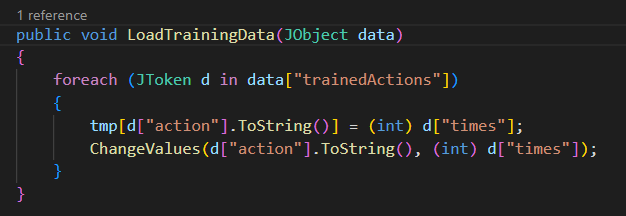 1 reference
public void LoadTrainingData(JObject data)
{
    foreach (JToken d in data["trainedActions"])
    {
        tmp[d["action"].ToString()] = (int) d["times"];
        ChangeValues(d["action"].ToString(), (int) d["times"]);
    }
}